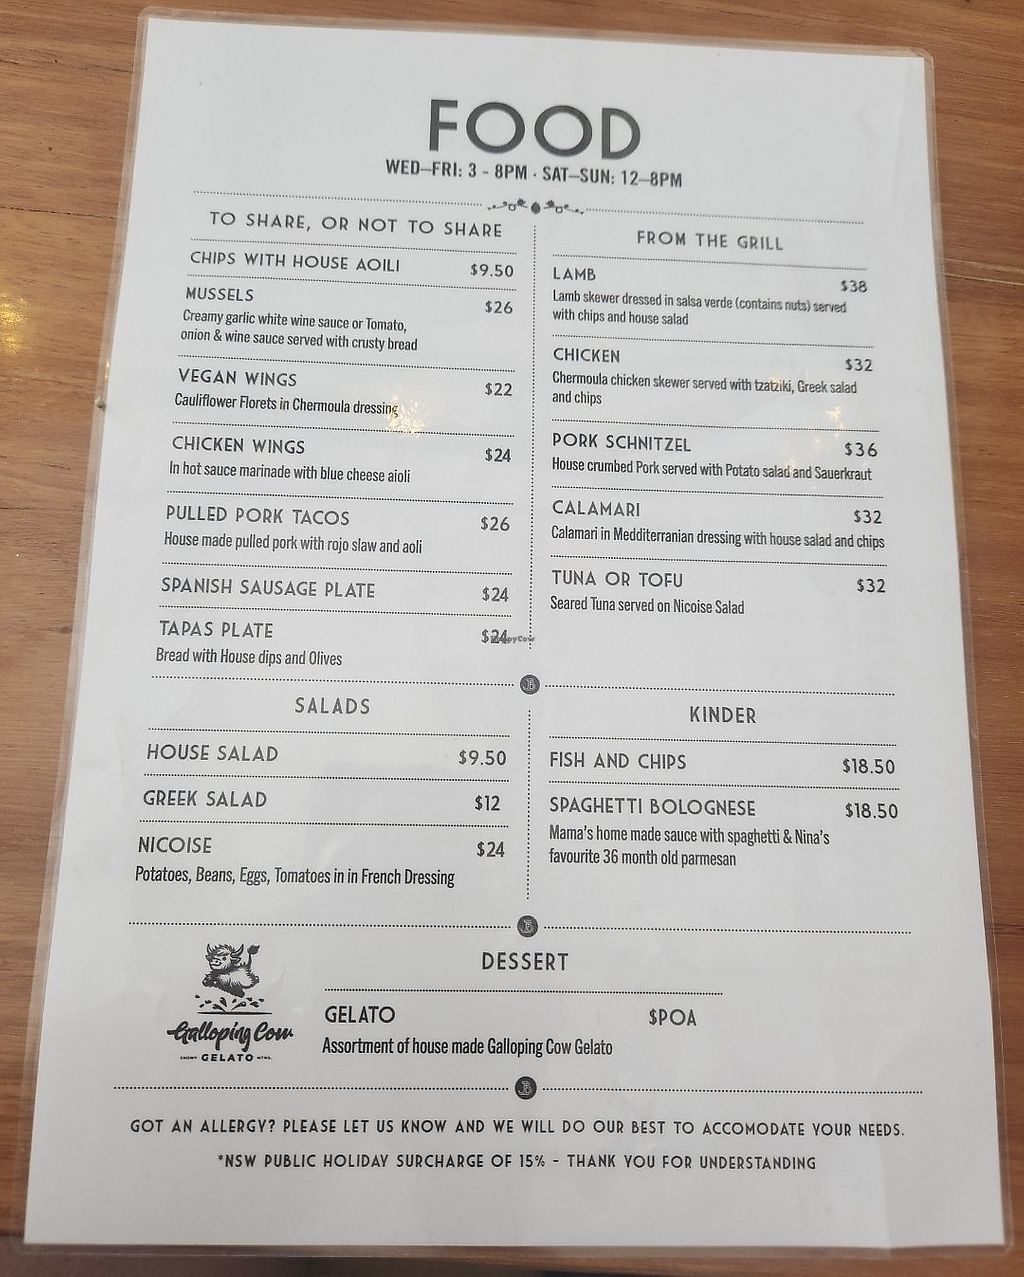 FOOD
WED–FRI: 3 - 8PM · SAT–SUN: 12–8PM
TO SHARE, OR NOT TO SHARE
CHIPS WITH HOUSE AOILI $9.50
MUSSELS $26
Creamy garlic white wine sauce or Tomato,
onion & wine sauce served with crusty bread
VEGAN WINGS $22
Cauliflower Florets in Chermoula dressing
CHICKEN WINGS $24
In hot sauce marinade with blue cheese aioli
PULLED PORK TACOS $26
House made pulled pork with rojo slaw and aoli
SPANISH SAUSAGE PLATE $24
TAPAS PLATE $24
HappyCow
Bread with House dips and Olives
FROM THE GRILL
LAMB $38
Lamb skewer dressed in salsa verde (contains nuts) served
with chips and house salad
CHICKEN $32
Chermoula chicken skewer served with tzatziki, Greek salad
and chips
PORK SCHNITZEL $36
House crumbed Pork served with Potato salad and Sauerkraut
CALAMARI $32
Calamari in Medditerranian dressing with house salad and chips
TUNA OR TOFU $32
Seared Tuna served on Nicoise Salad
SALADS
HOUSE SALAD $9.50
GREEK SALAD $12
NICOISE $24
Potatoes, Beans, Eggs, Tomatoes in in French Dressing
KINDER
FISH AND CHIPS $18.50
SPAGHETTI BOLOGNESE $18.50
Mama's home made sauce with spaghetti & Nina's
favourite 36 month old parmesan
DESSERT
Galloping Cow
SNOWY GELATO MTNS.
GELATO $POA
Assortment of house made Galloping Cow Gelato
GOT AN ALLERGY? PLEASE LET US KNOW AND WE WILL DO OUR BEST TO ACCOMODATE YOUR NEEDS.
*NSW PUBLIC HOLIDAY SURCHARGE OF 15% - THANK YOU FOR UNDERSTANDING